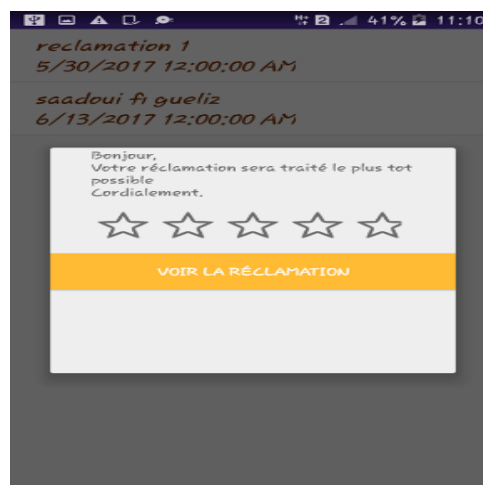 41% 11:10
reclamation 1
5/30/2017 12:00:00 AM
saadoui fi gueliz
6/13/2017 12:00:00 AM
Bonjour,
Votre réclamation sera traité le plus tot
possible
Cordialement.
VOIR LA RÉCLAMATION